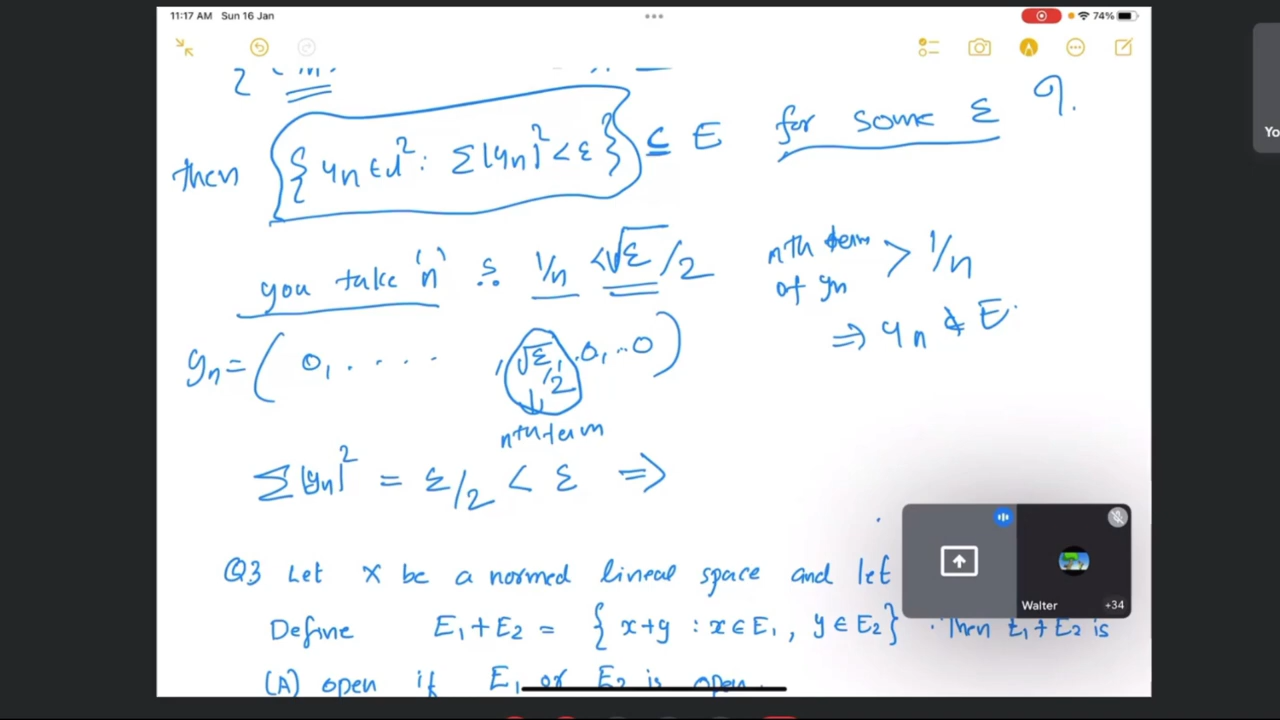 11:17 AM Sun 16 Jan
74%
then { yn ∈ l² : Σ|yn|² < ε } ⊆ E for some ε
you take 'n' s.t. 1/n < √ε/2
nth term of yn > 1/n
⇒ yn ∉ E.
yn = ( 0, . . . . , √ε/2, 0, ..0 )
nth term
Σ|yn|² = ε/2 < ε ⇒
Q3 Let X be a normed linear space and let
Define E₁+E₂ = { x+y : x ∈ E₁, y ∈ E₂} . Then E₁+E₂ is
(A) open if E₁ or E₂ is open.
Walter +34
Yo